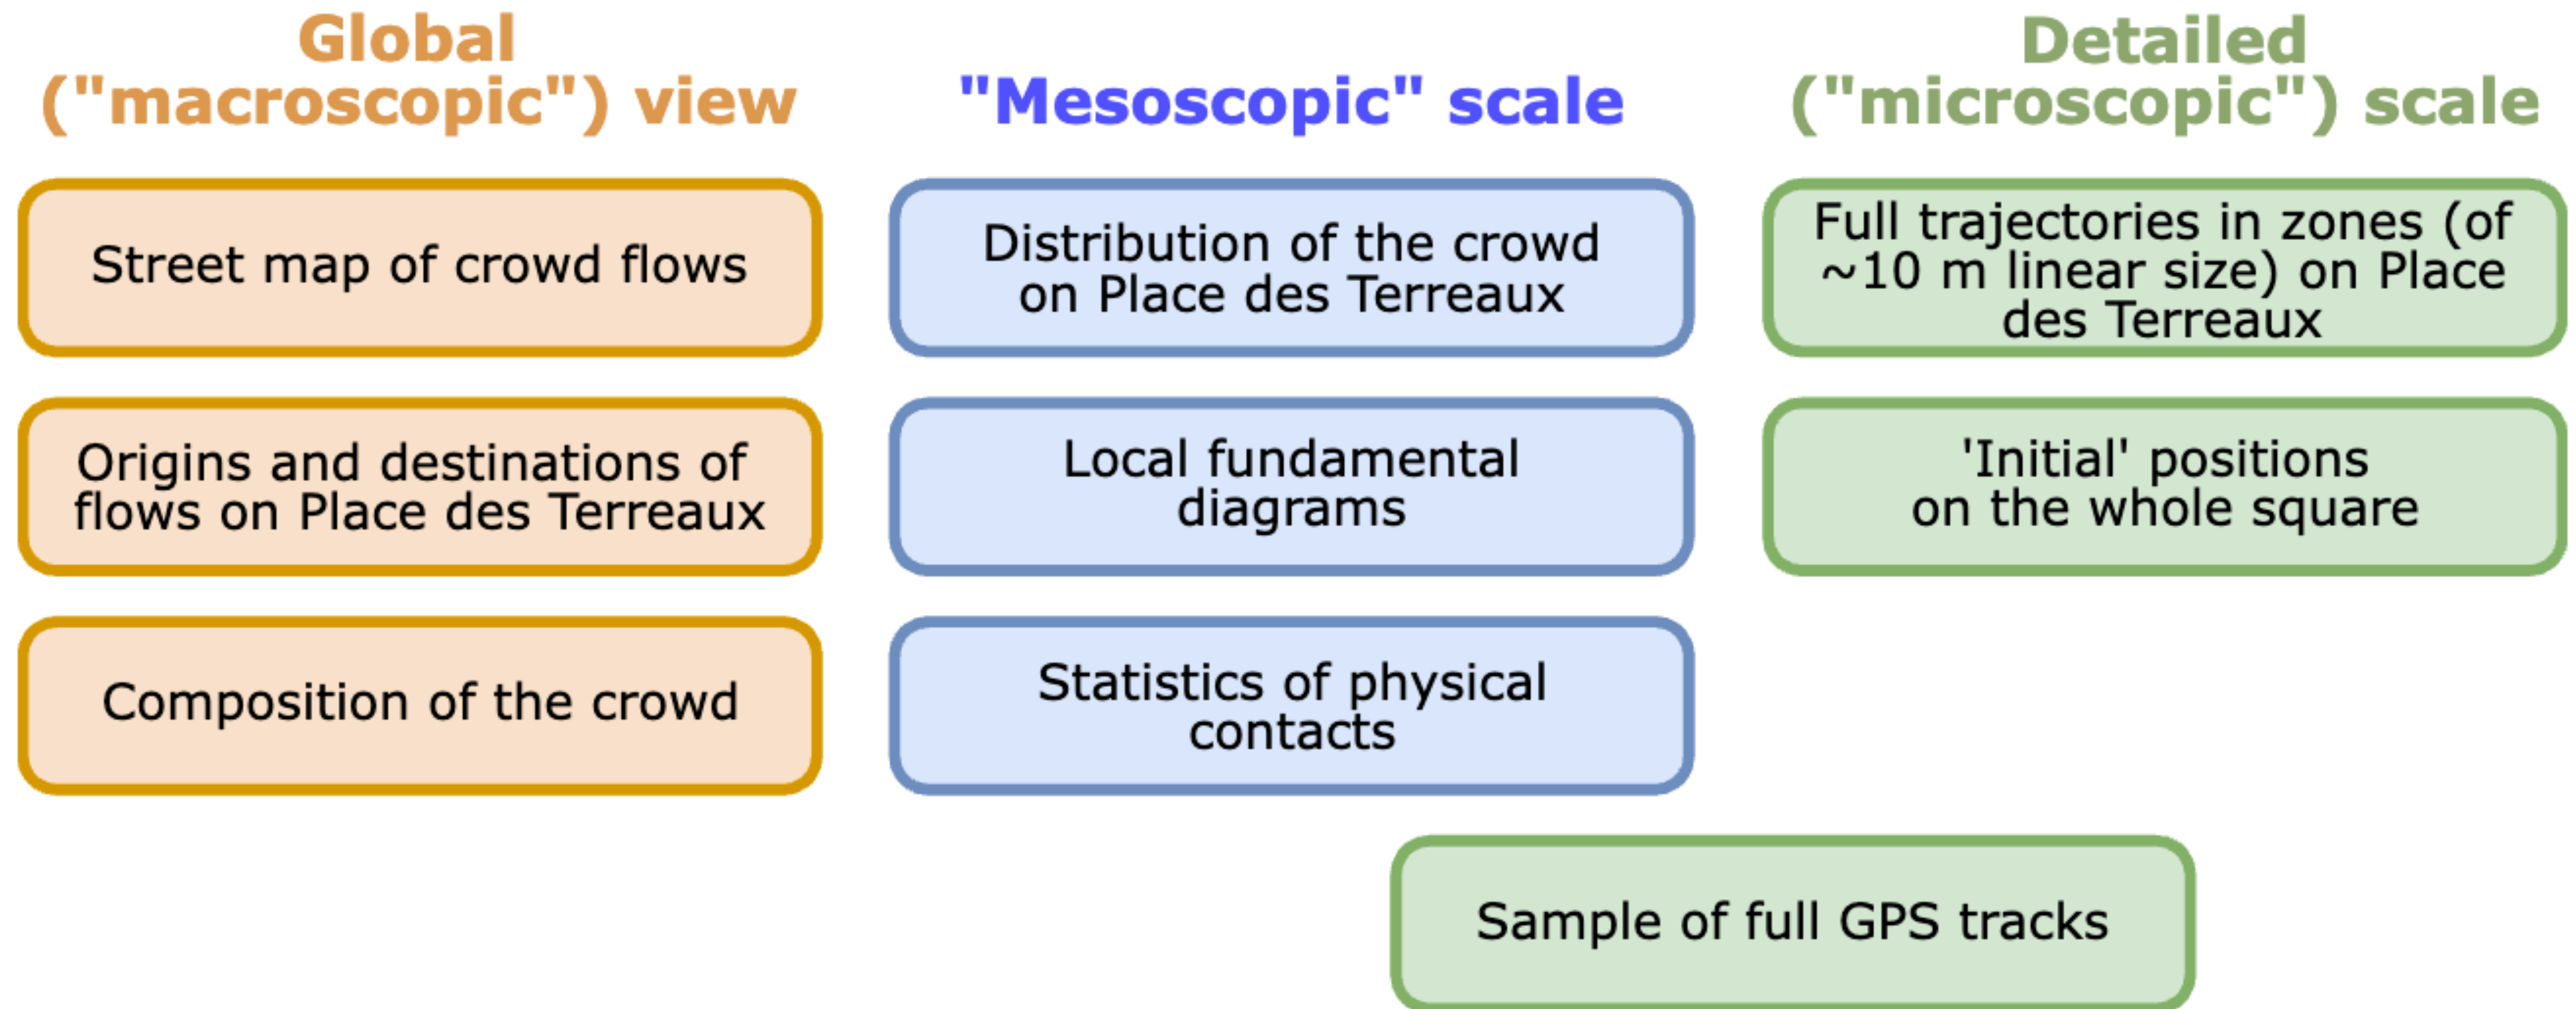 Global
("macroscopic") view
"Mesoscopic" scale
Detailed
("microscopic") scale
Street map of crowd flows
Origins and destinations of
flows on Place des Terreaux
Composition of the crowd
Distribution of the crowd
on Place des Terreaux
Local fundamental
diagrams
Statistics of physical
contacts
Full trajectories in zones (of
~10 m linear size) on Place
des Terreaux
'Initial' positions
on the whole square
Sample of full GPS tracks